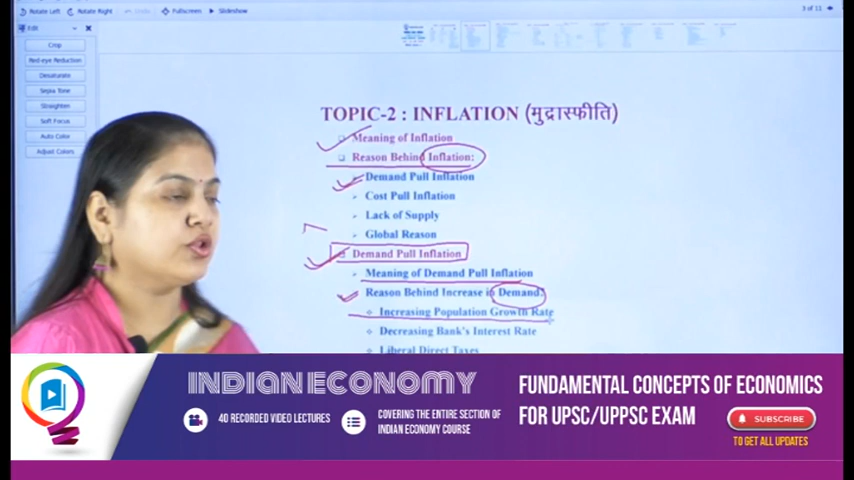 Rotate Left Rotate Right Undo Fullscreen Slideshow 3 of 11
Edit
Crop
Red-eye Reduction
Desaturate
Sepia Tone
Straighten
Soft Focus
Auto Color
Adjust Colors
TOPIC-2 : INFLATION (मुद्रास्फीति)
Meaning of Inflation
Reason Behind Inflation:
Demand Pull Inflation
Cost Pull Inflation
Lack of Supply
Global Reason
Demand Pull Inflation
Meaning of Demand Pull Inflation
Reason Behind Increase in Demand:
Increasing Population Growth Rate
Decreasing Bank's Interest Rate
Liberal Direct Taxes
INDIAN ECONOMY
40 RECORDED VIDEO LECTURES
COVERING THE ENTIRE SECTION OF
INDIAN ECONOMY COURSE
FUNDAMENTAL CONCEPTS OF ECONOMICS
FOR UPSC/UPPSC EXAM
SUBSCRIBE
TO GET ALL UPDATES